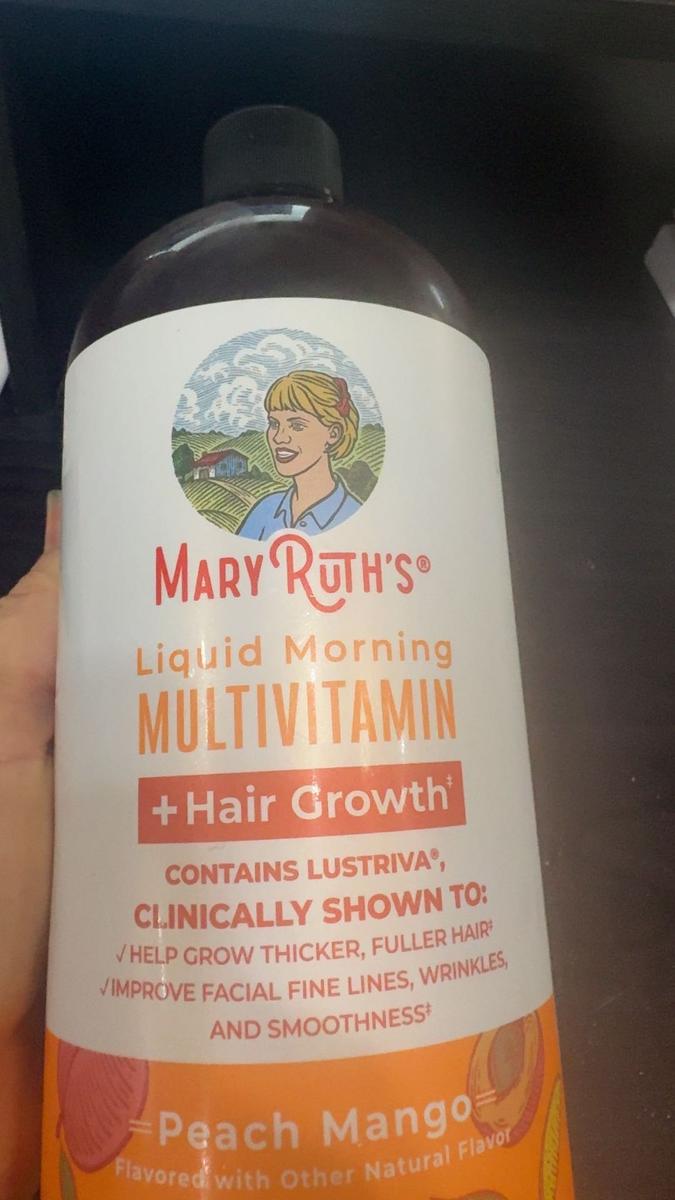 MARY RUTH'S®
Liquid Morning
MULTIVITAMIN
+Hair Growth‡
CONTAINS LUSTRIVA®,
CLINICALLY SHOWN TO:
√HELP GROW THICKER, FULLER HAIR‡
√IMPROVE FACIAL FINE LINES, WRINKLES,
AND SMOOTHNESS‡
=Peach Mango=
Flavored with Other Natural Flavor